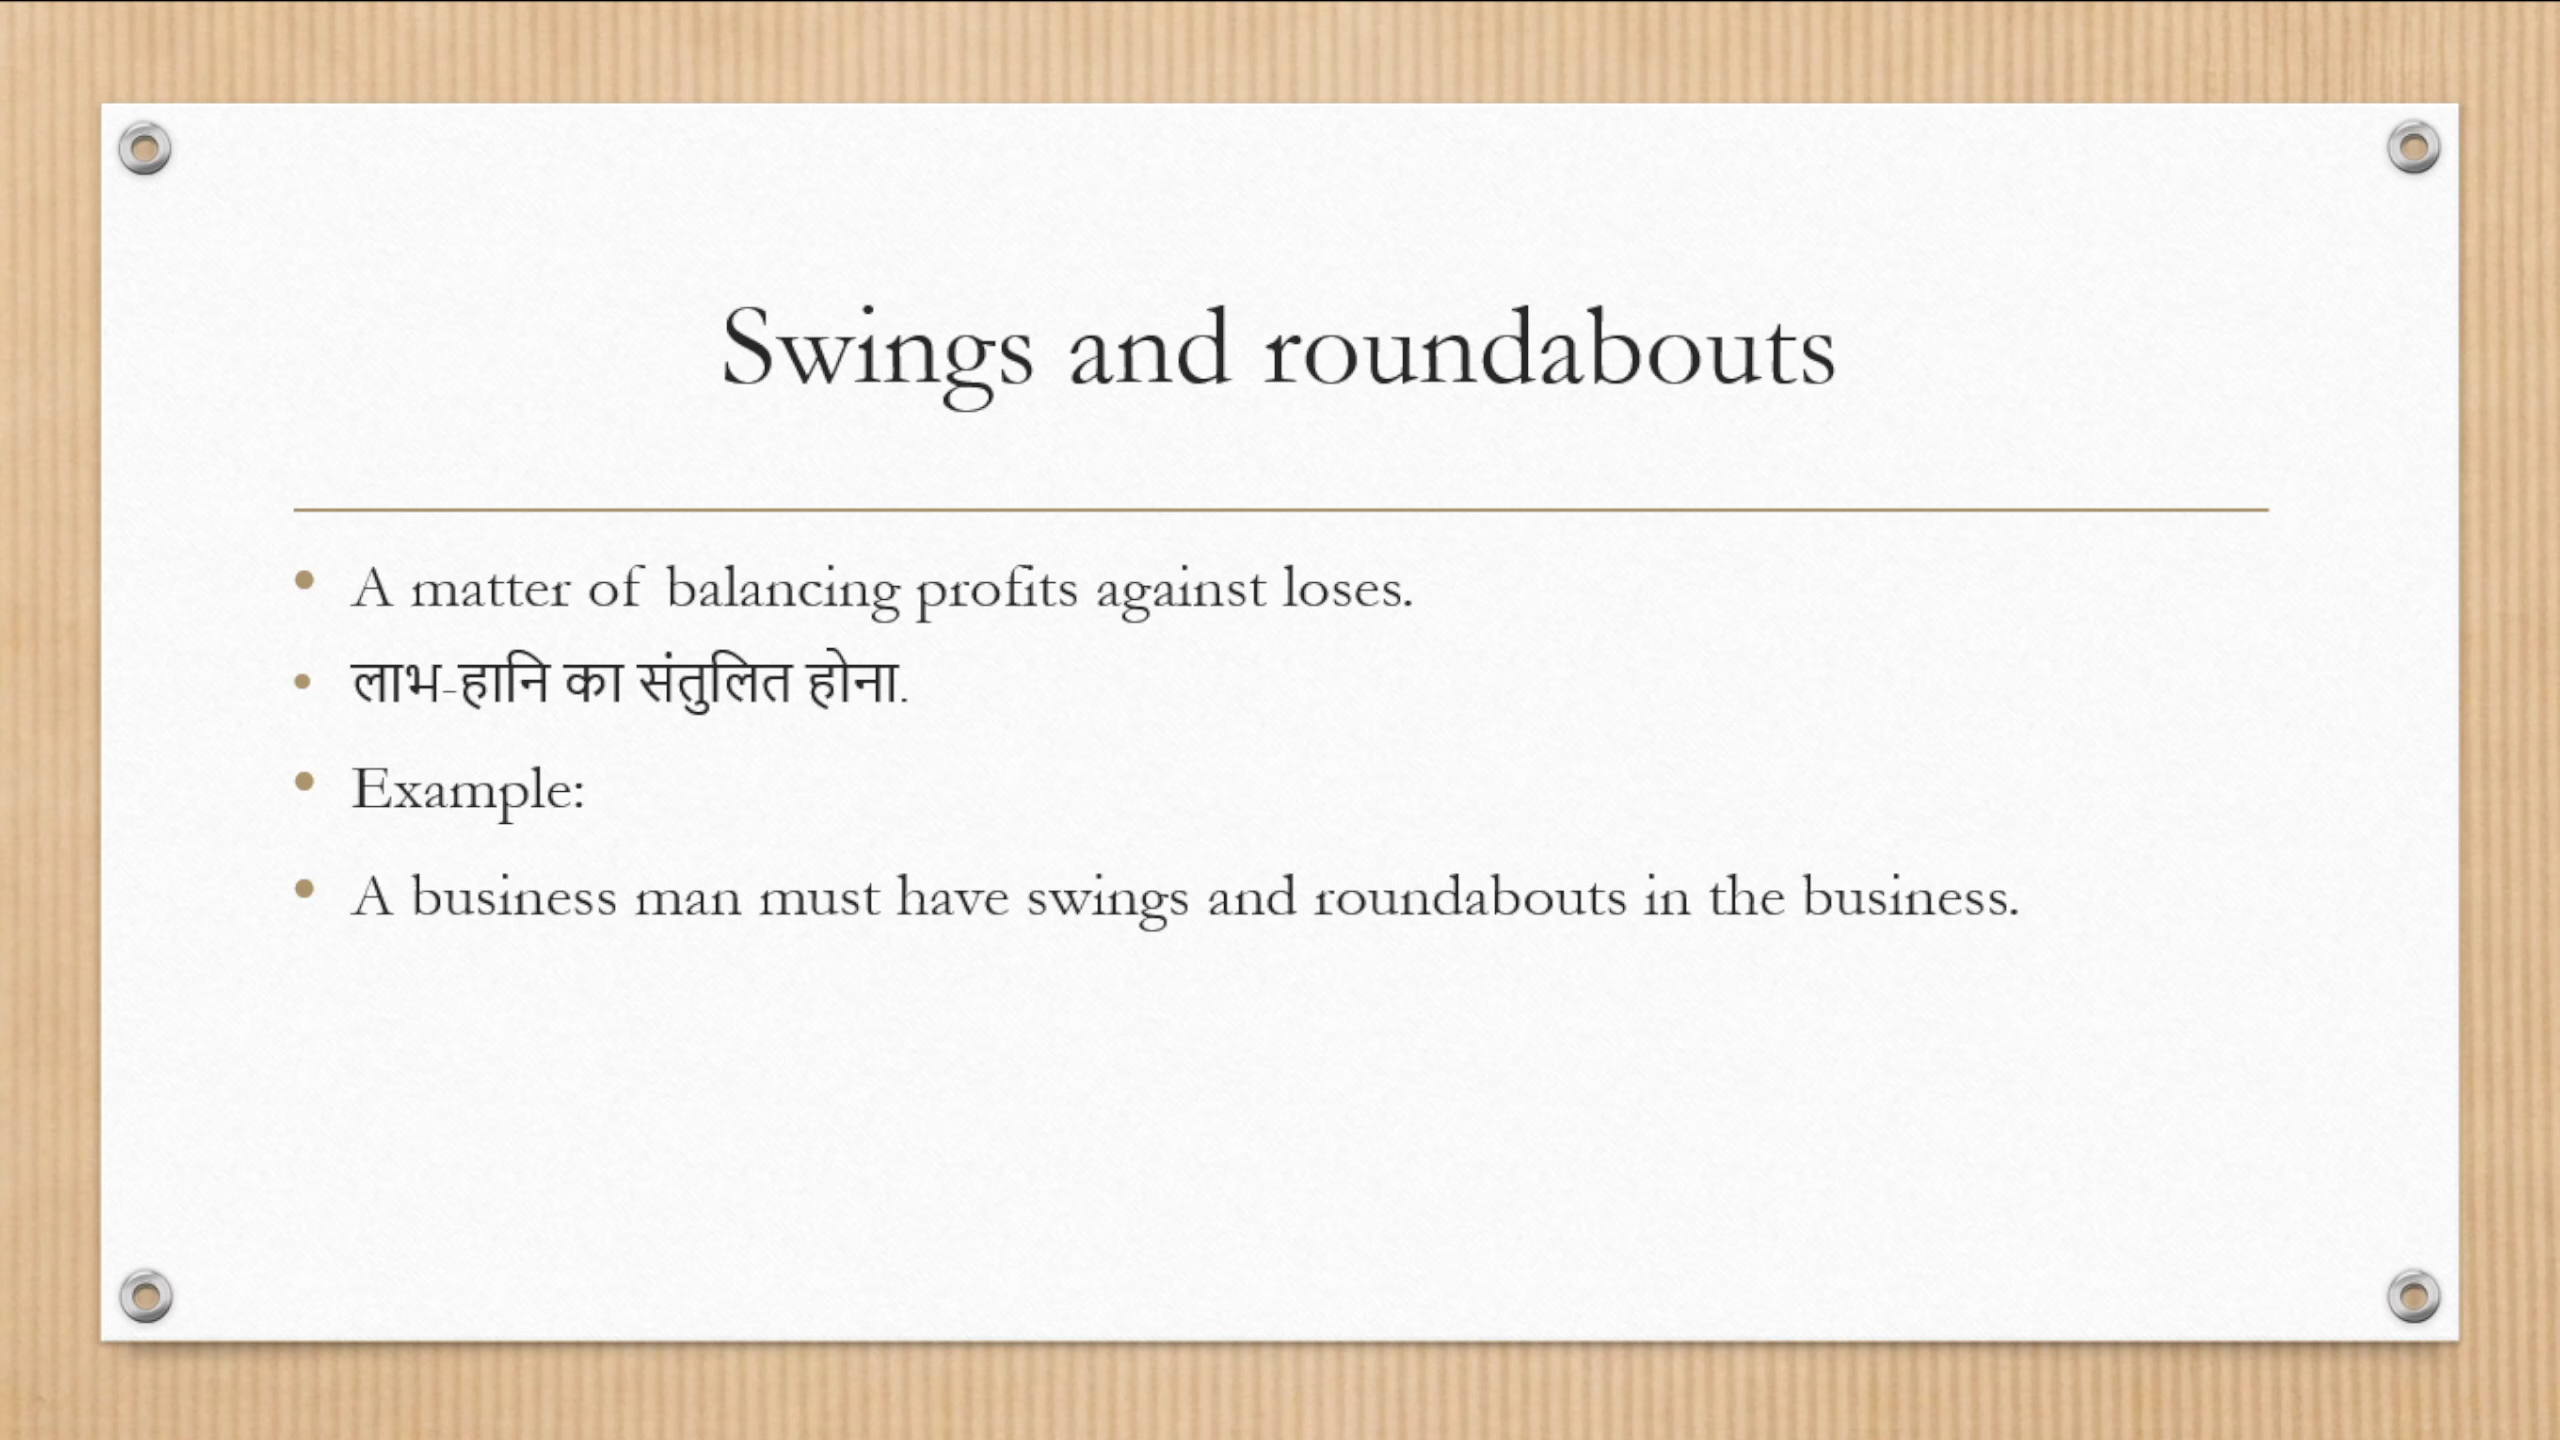 Swings and roundabouts
• A matter of balancing profits against loses.
• लाभ-हानि का संतुलित होना.
• Example:
• A business man must have swings and roundabouts in the business.